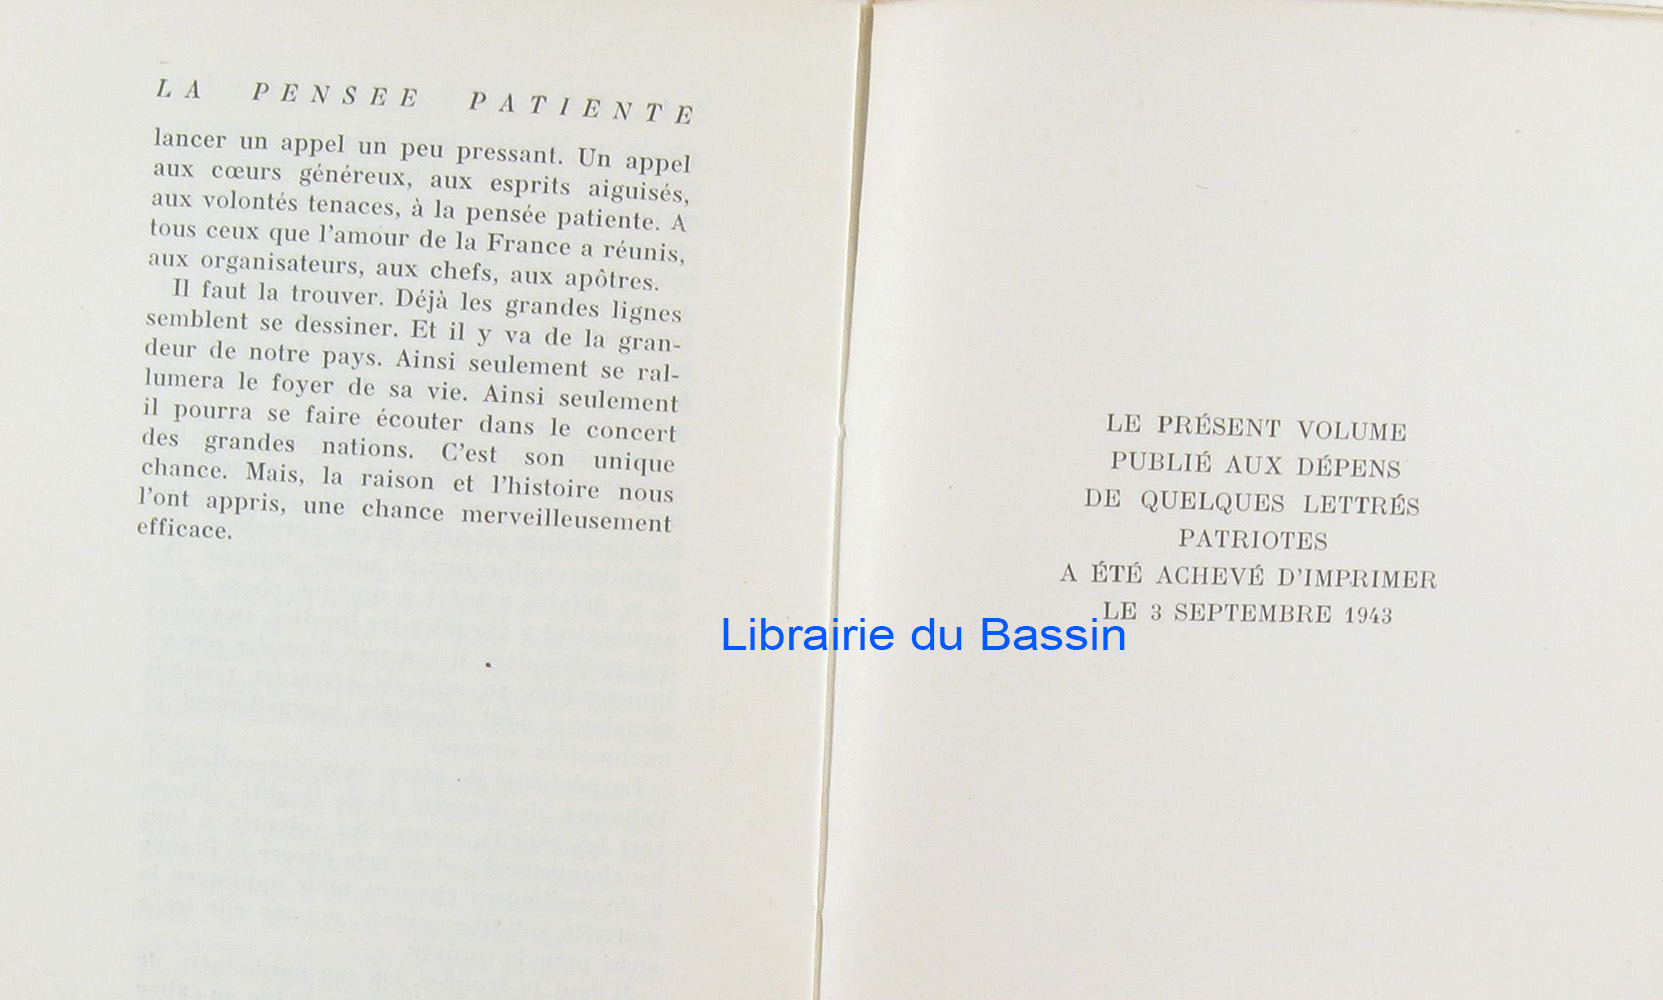 LA PENSEE PATIENTE
lancer un appel un peu pressant. Un appel
aux cœurs généreux, aux esprits aiguisés,
aux volontés tenaces, à la pensée patiente. A
tous ceux que l'amour de la France a réunis,
aux organisateurs, aux chefs, aux apôtres.
Il faut la trouver. Déjà les grandes lignes
semblent se dessiner. Et il y va de la gran-
deur de notre pays. Ainsi seulement se ral-
lumera le foyer de sa vie. Ainsi seulement
il pourra se faire écouter dans le concert
des grandes nations. C'est son unique
chance. Mais, la raison et l'histoire nous
l'ont appris, une chance merveilleusement
efficace.
LE PRÉSENT VOLUME
PUBLIÉ AUX DÉPENS
DE QUELQUES LETTRÉS
PATRIOTES
A ÉTÉ ACHEVÉ D'IMPRIMER
LE 3 SEPTEMBRE 1943
Librairie du Bassin